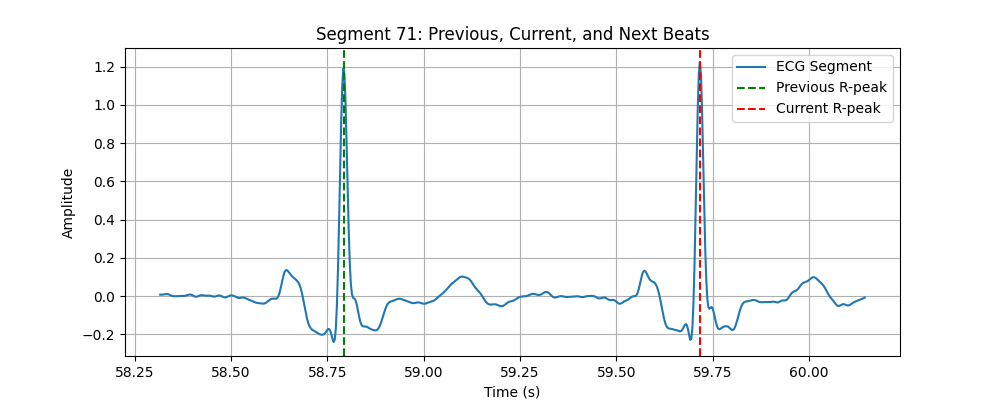 Segment 71: Previous, Current, and Next Beats
ECG Segment
Previous R-peak
Current R-peak
1.2
1.0
0.8
0.6
0.4
0.2
0.0
−0.2
Amplitude
58.25 58.50 58.75 59.00 59.25 59.50 59.75 60.00
Time (s)